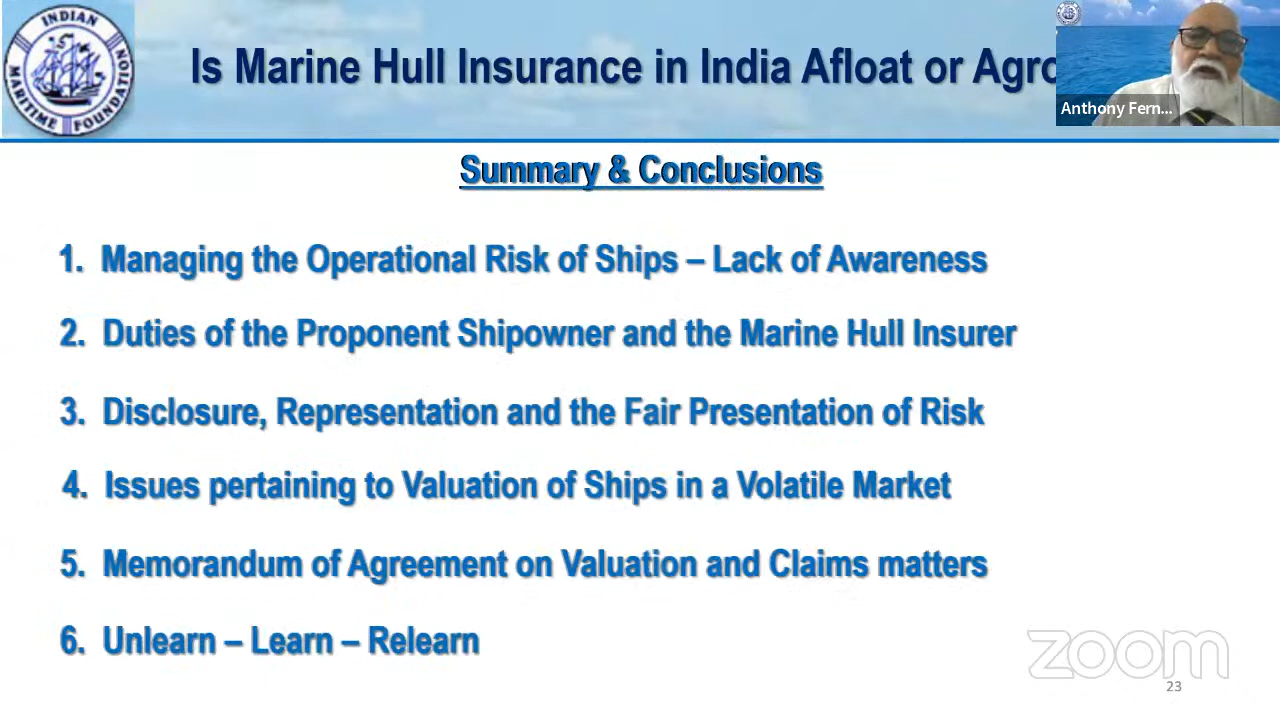 INDIAN
MARITIME FOUNDATION
Is Marine Hull Insurance in India Afloat or Agro
Anthony Fern...
Summary & Conclusions
1. Managing the Operational Risk of Ships – Lack of Awareness
2. Duties of the Proponent Shipowner and the Marine Hull Insurer
3. Disclosure, Representation and the Fair Presentation of Risk
4. Issues pertaining to Valuation of Ships in a Volatile Market
5. Memorandum of Agreement on Valuation and Claims matters
6. Unlearn – Learn – Relearn
zoom
23